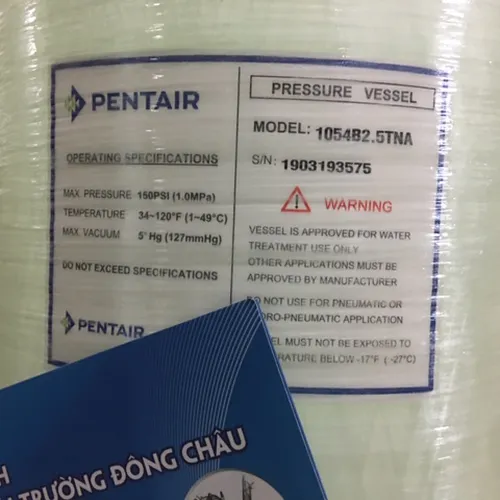 PENTAIR
OPERATING SPECIFICATIONS
MAX. PRESSURE 150PSI (1.0MPa)
TEMPERATURE 34~120°F (1~49°C)
MAX. VACUUM 5" Hg (127mmHg)
DO NOT EXCEED SPECIFICATIONS
PENTAIR
PRESSURE VESSEL
MODEL: 1054B2.5TNA
S/N: 1903193575
WARNING
VESSEL IS APPROVED FOR WATER
TREATMENT USE ONLY
OTHER APPLICATIONS MUST BE
APPROVED BY MANUFACTURER
DO NOT USE FOR PNEUMATIC OR
DRO-PNEUMATIC APPLICATION
EL MUST NOT BE EXPOSED TO
ERATURE BELOW -17°F (-27°C)
H
TRƯỜNG ĐÔNG CHÂU